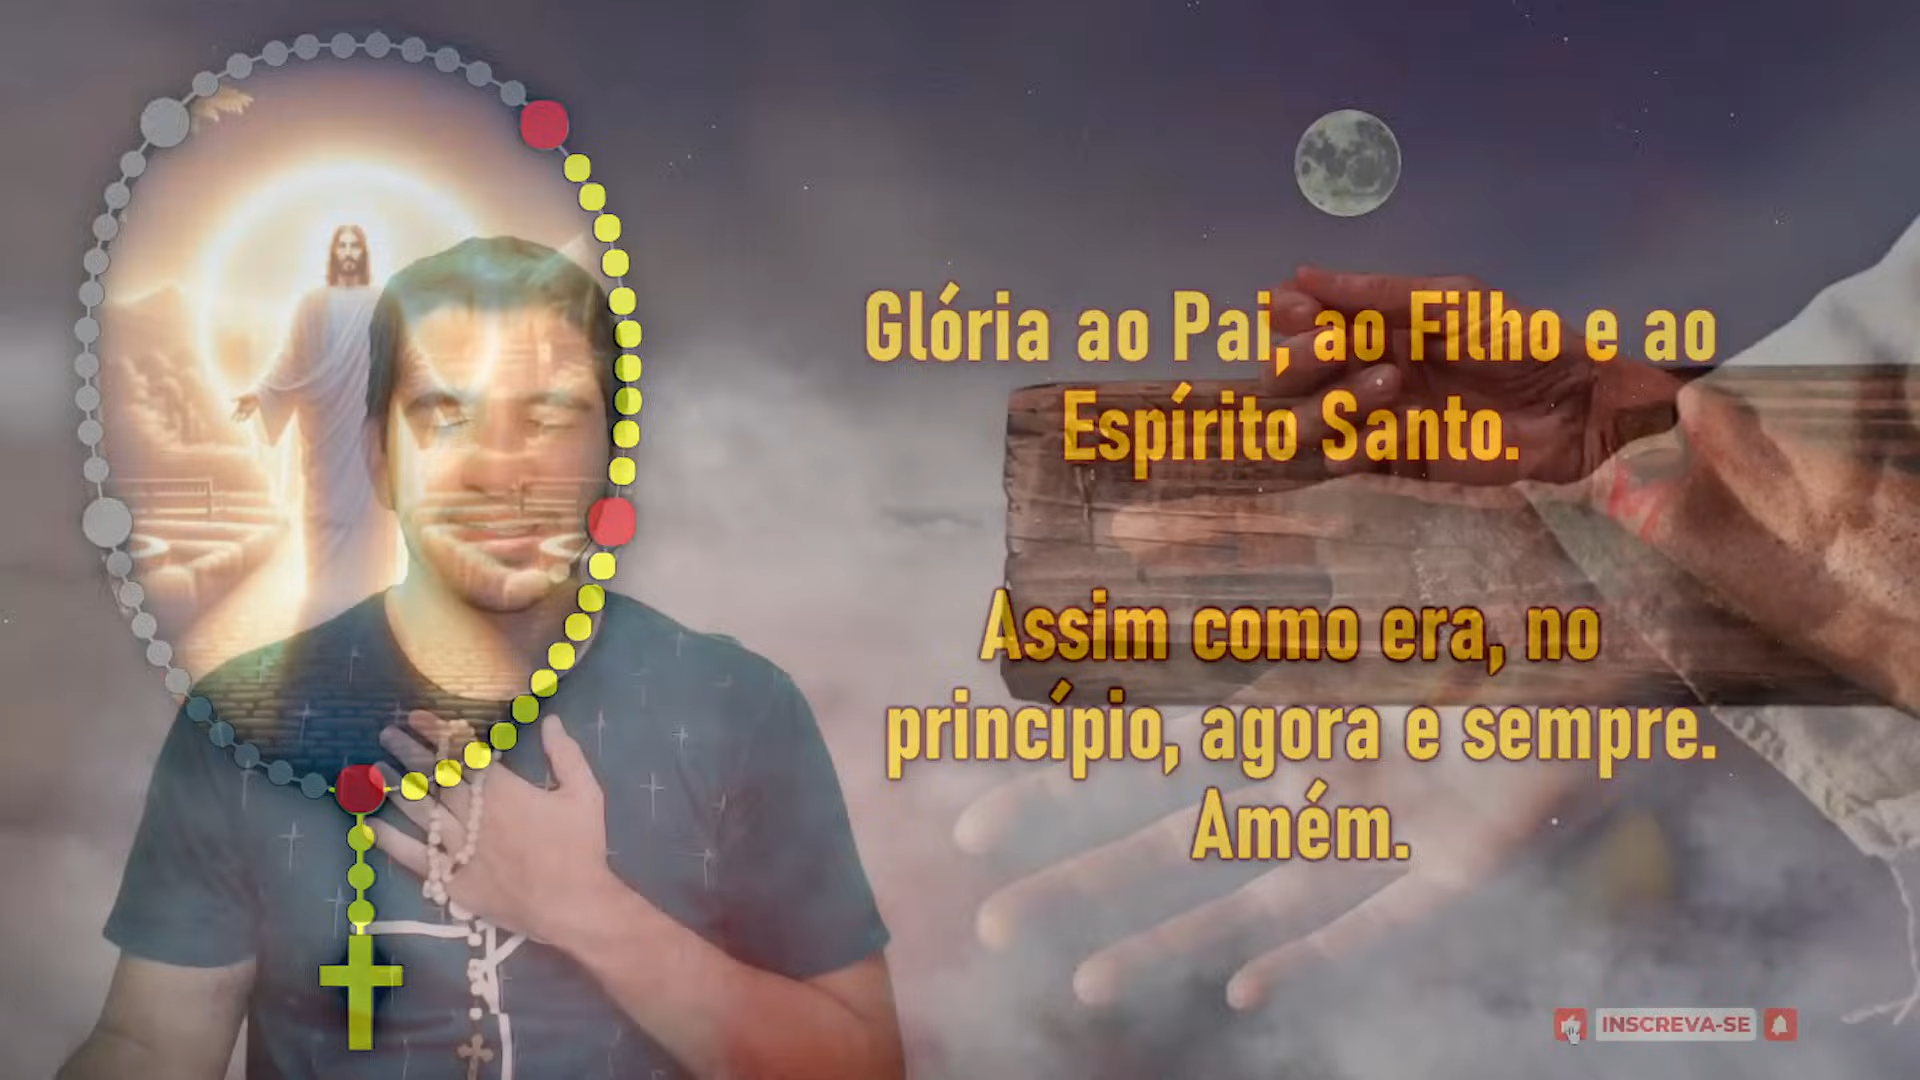 Glória ao Pai, ao Filho e ao
Espírito Santo.
Assim como era, no
princípio, agora e sempre.
Amém.
INSCREVA-SE